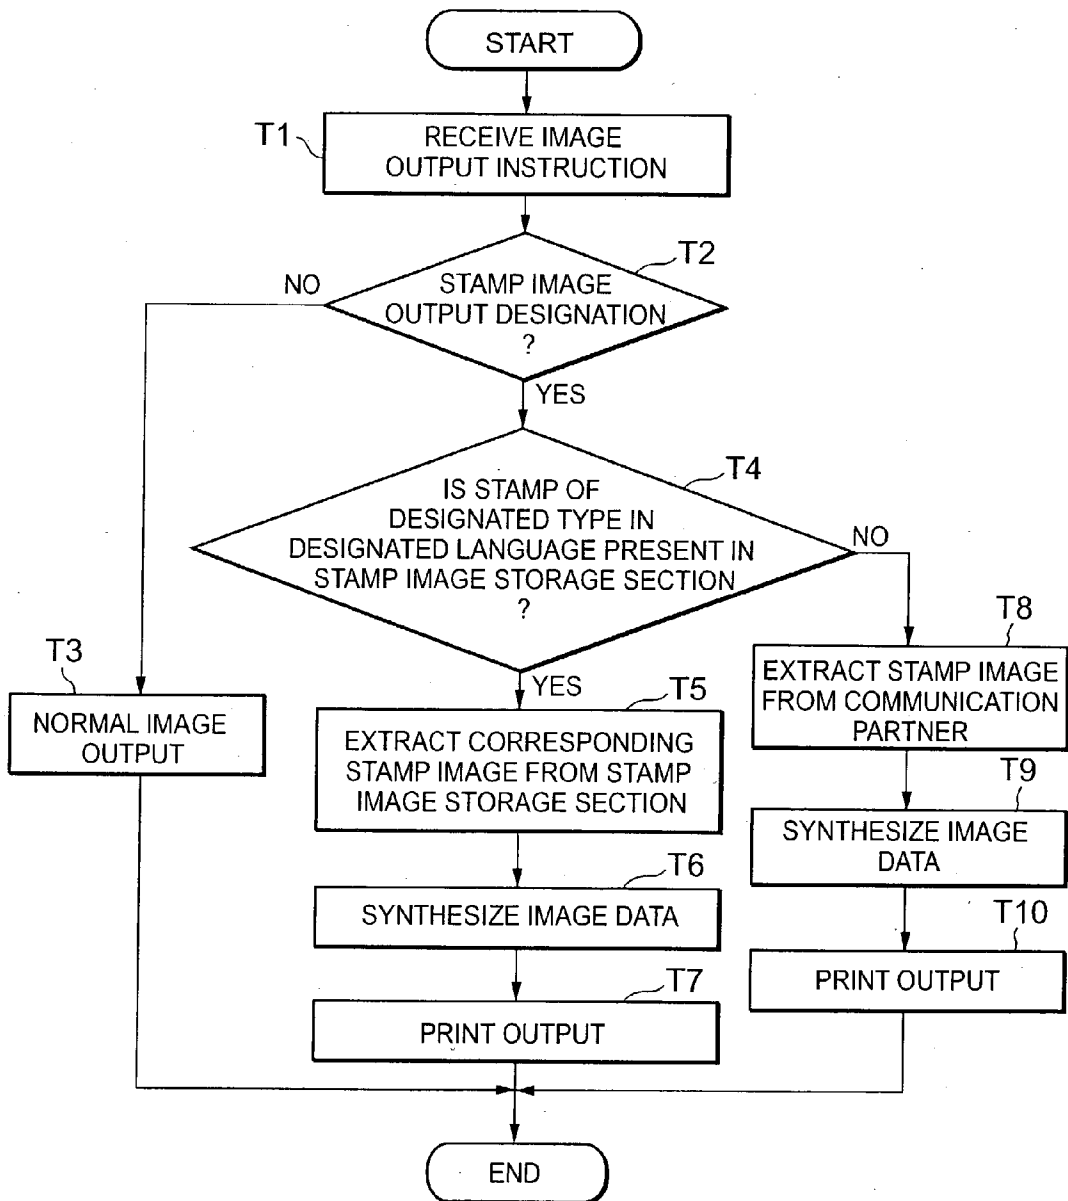 START
T1
RECEIVE IMAGE
OUTPUT INSTRUCTION
T2
NO
STAMP IMAGE
OUTPUT DESIGNATION
?
YES
T4
IS STAMP OF
DESIGNATED TYPE IN
DESIGNATED LANGUAGE PRESENT IN
STAMP IMAGE STORAGE SECTION
?
NO
YES
T3
NORMAL IMAGE
OUTPUT
T5
EXTRACT CORRESPONDING
STAMP IMAGE FROM STAMP
IMAGE STORAGE SECTION
T6
SYNTHESIZE IMAGE DATA
T7
PRINT OUTPUT
T8
EXTRACT STAMP IMAGE
FROM COMMUNICATION
PARTNER
T9
SYNTHESIZE IMAGE
DATA
T10
PRINT OUTPUT
END